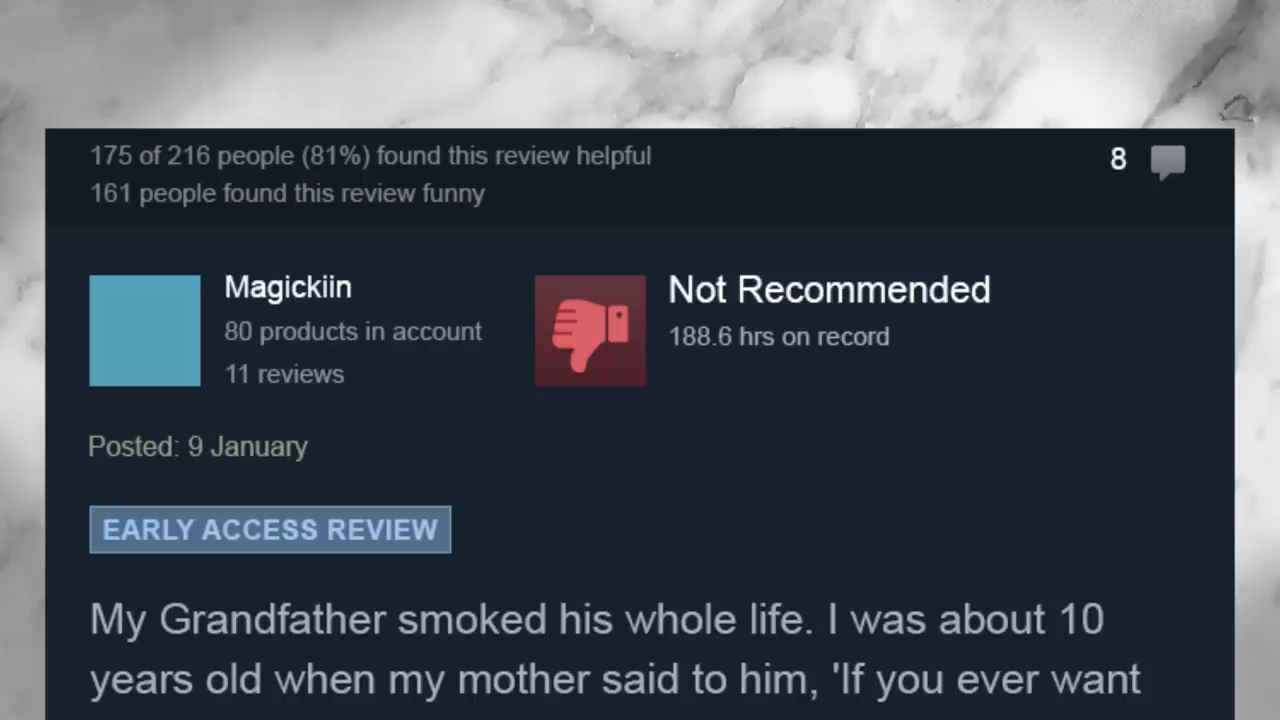 175 of 216 people (81%) found this review helpful
8
161 people found this review funny
Magickiin
80 products in account
11 reviews
Not Recommended
188.6 hrs on record
Posted: 9 January
EARLY ACCESS REVIEW
My Grandfather smoked his whole life. I was about 10
years old when my mother said to him, 'If you ever want